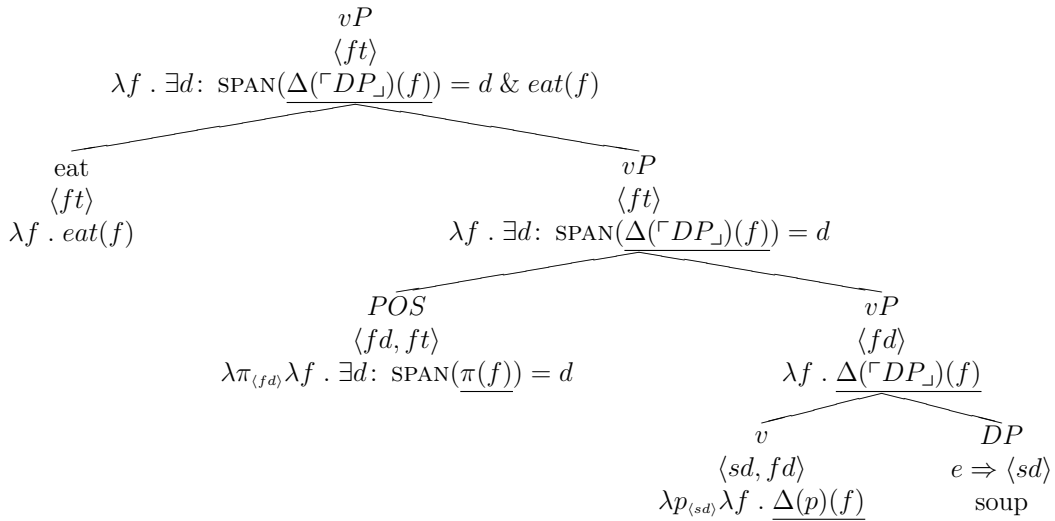 vP
⟨ft⟩
λf . ∃d: SPAN(Δ(⌜DP⌟)(f)) = d & eat(f)
eat
⟨ft⟩
λf . eat(f)
vP
⟨ft⟩
λf . ∃d: SPAN(Δ(⌜DP⌟)(f)) = d
POS
⟨fd, ft⟩
λπ⟨fd⟩λf . ∃d: SPAN(π(f)) = d
vP
⟨fd⟩
λf . Δ(⌜DP⌟)(f)
v
⟨sd, fd⟩
λp⟨sd⟩λf . Δ(p)(f)
DP
e ⇒ ⟨sd⟩
soup